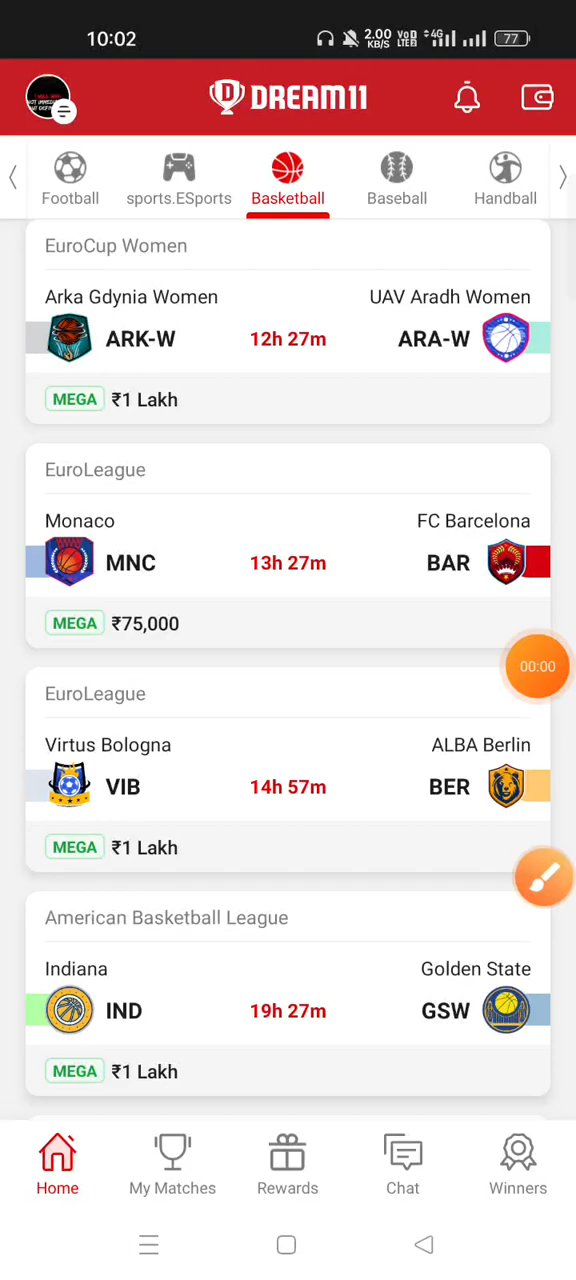 10:02
2.00 KB/S
Vo LTE2
4G
77
DREAM11
Football
sports.ESports
Basketball
Baseball
Handball
EuroCup Women
Arka Gdynia Women
UAV Aradh Women
ARK-W
12h 27m
ARA-W
MEGA ₹1 Lakh
EuroLeague
Monaco
FC Barcelona
MNC
13h 27m
BAR
MEGA ₹75,000
00:00
EuroLeague
Virtus Bologna
ALBA Berlin
VIB
14h 57m
BER
MEGA ₹1 Lakh
American Basketball League
Indiana
Golden State
IND
19h 27m
GSW
MEGA ₹1 Lakh
Home
My Matches
Rewards
Chat
Winners